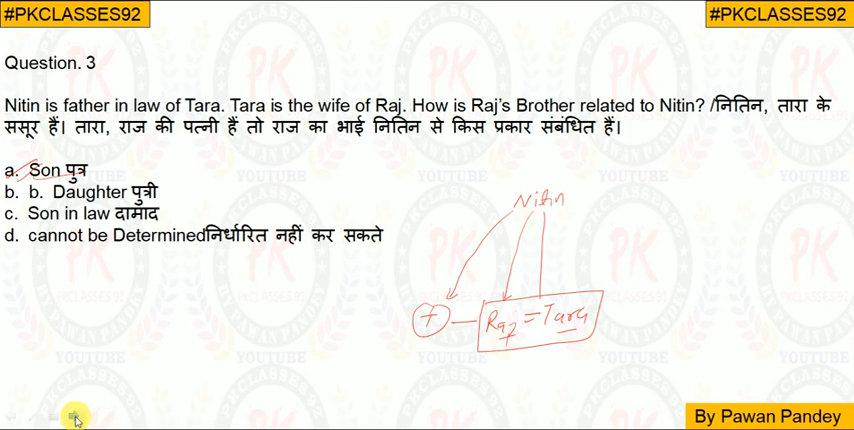 #PKCLASSES92
#PKCLASSES92
Question. 3
Nitin is father in law of Tara. Tara is the wife of Raj. How is Raj's Brother related to Nitin? /नितिन, तारा के
ससूर हैं। तारा, राज की पत्नी हैं तो राज का भाई नितिन से किस प्रकार संबंधित हैं।
a. Son पुत्र
b. b. Daughter पुत्री
c. Son in law दामाद
d. cannot be Determinedनिर्धारित नहीं कर सकते
Nitin
+ — Raj = Tara
+
By Pawan Pandey